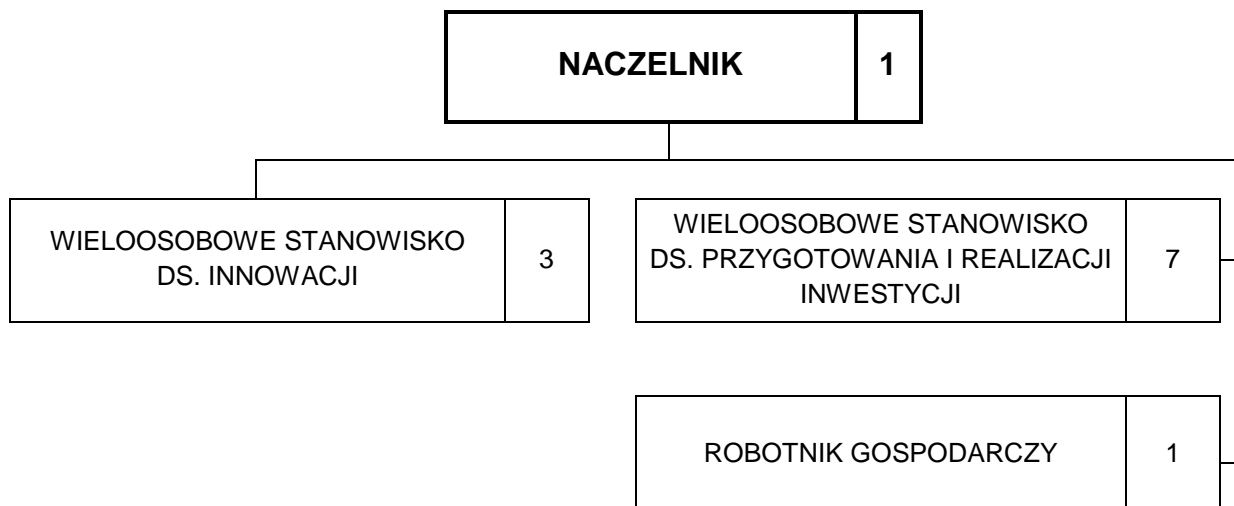 NACZELNIK 1
WIELOOSOBOWE STANOWISKO
DS. INNOWACJI
3
WIELOOSOBOWE STANOWISKO
DS. PRZYGOTOWANIA I REALIZACJI
INWESTYCJI
7
ROBOTNIK GOSPODARCZY 1